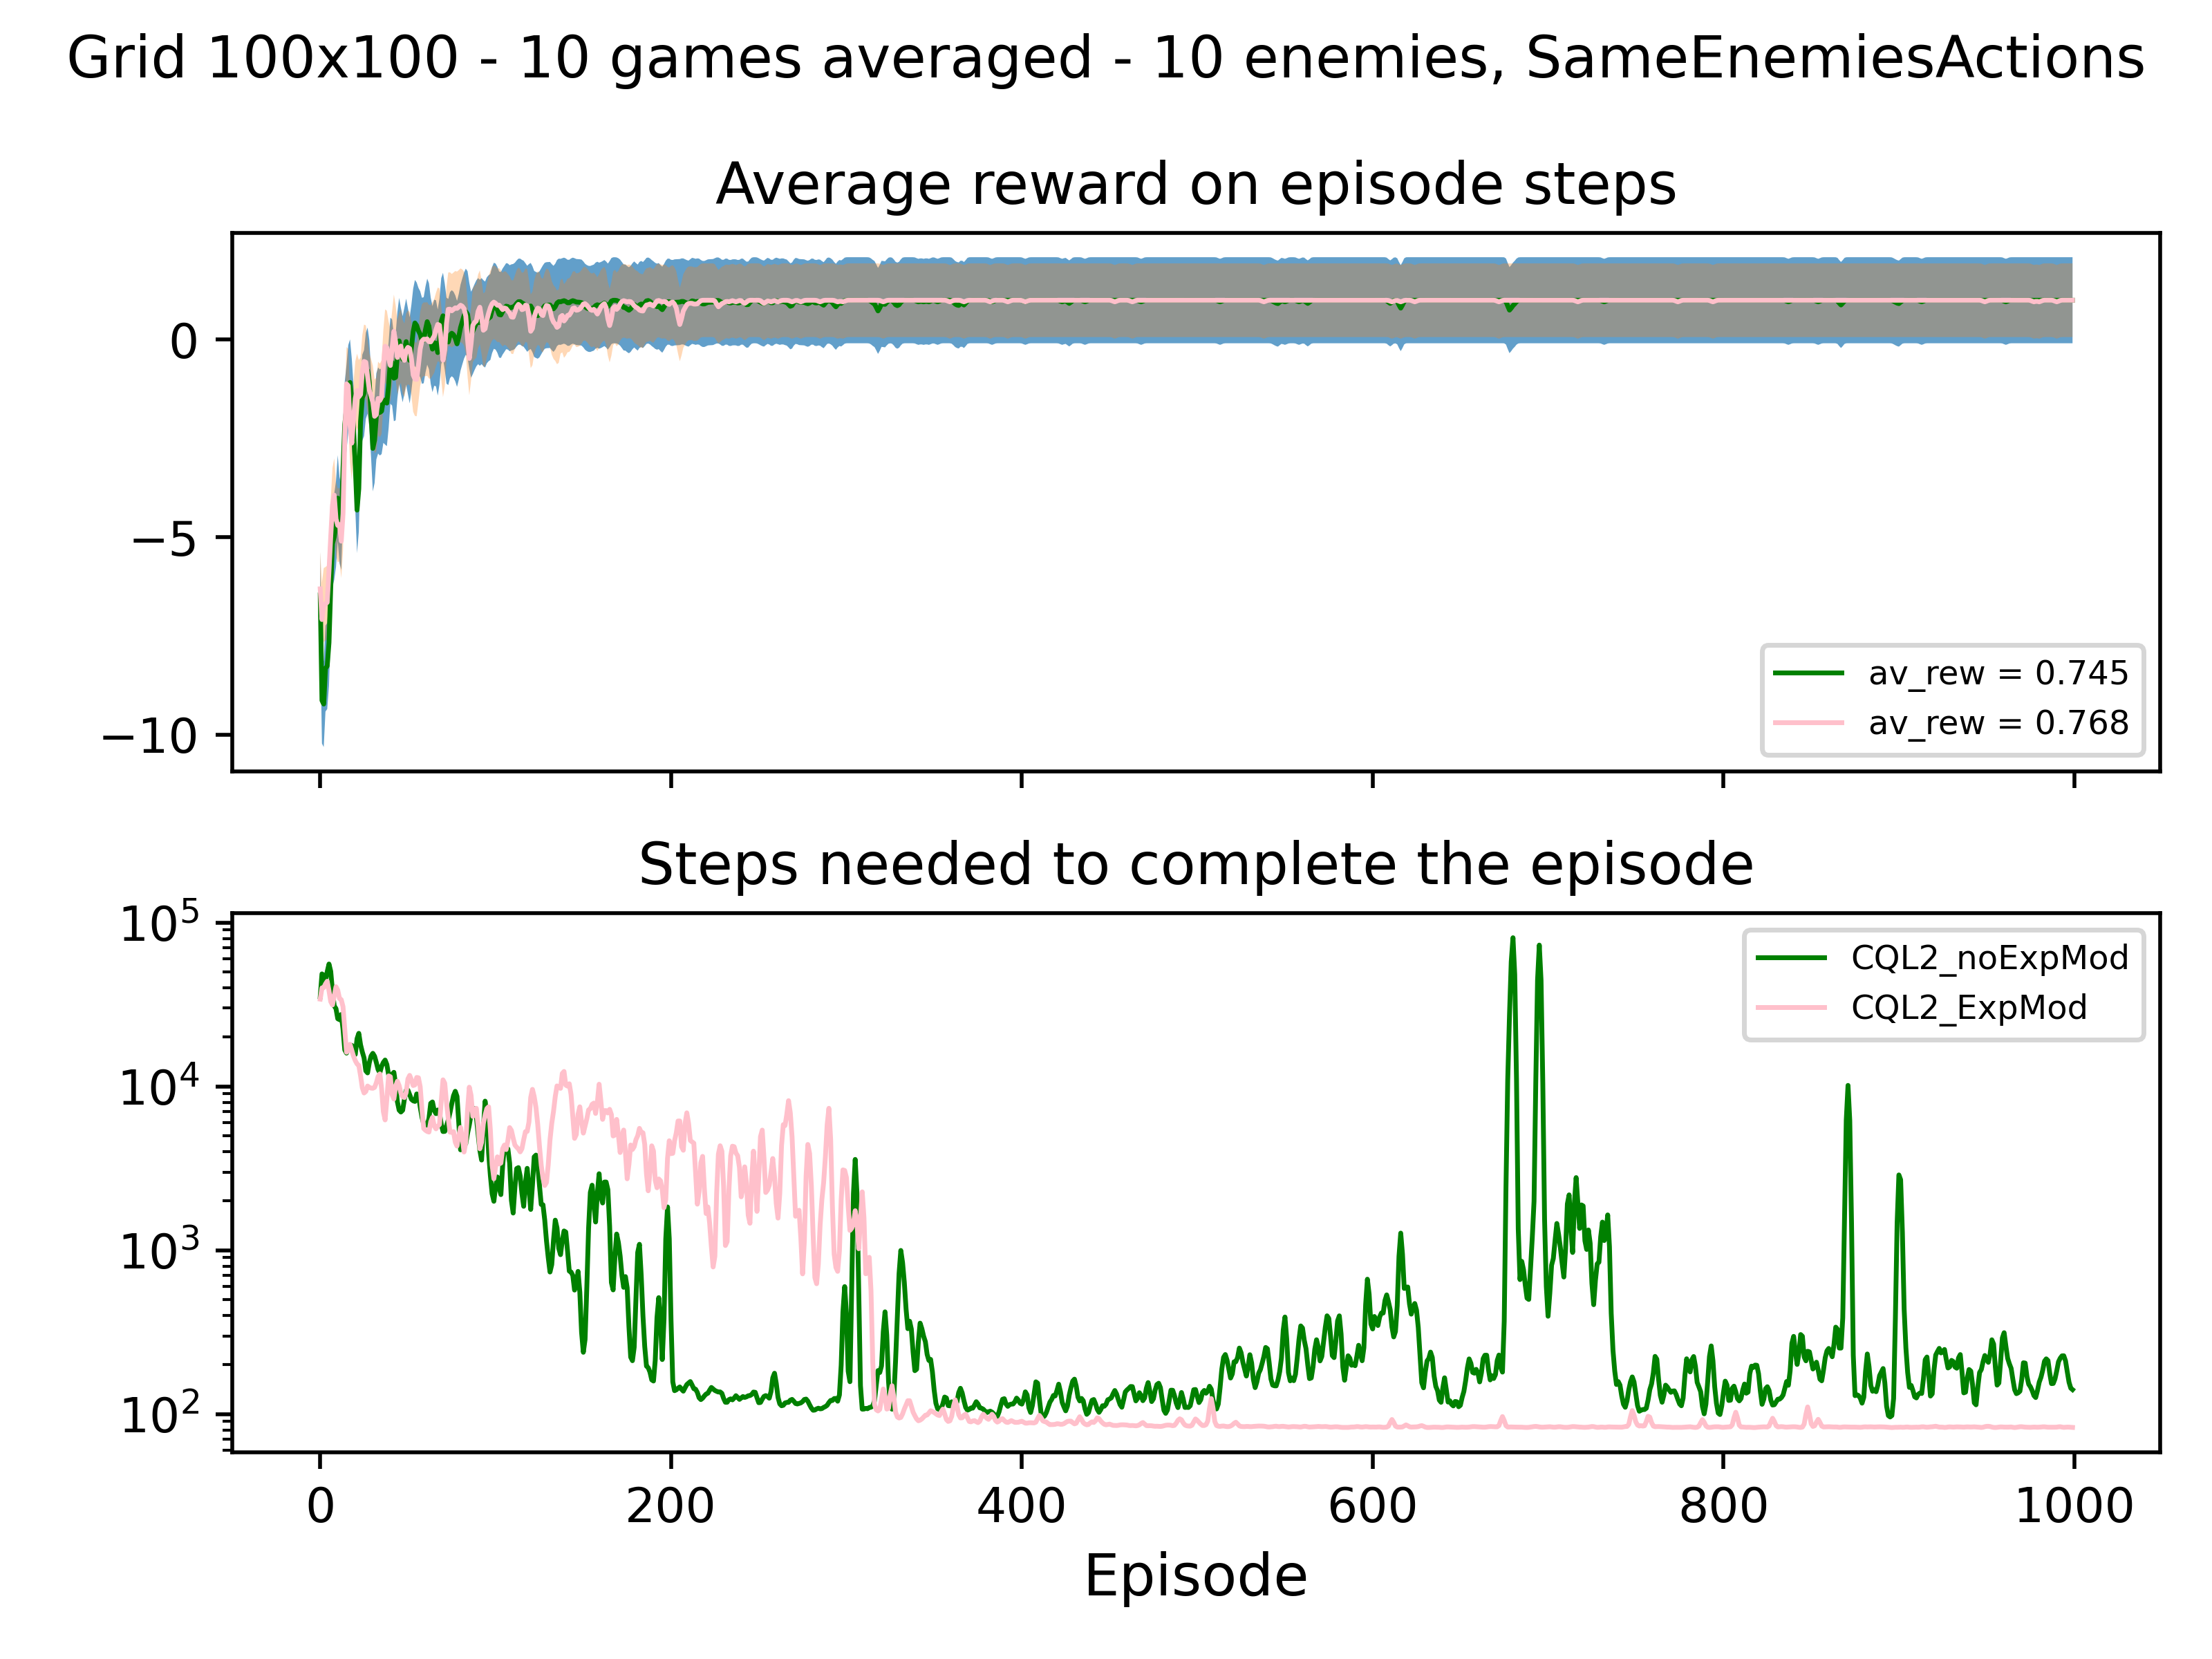 Grid 100x100 - 10 games averaged - 10 enemies, SameEnemiesActions
Average reward on episode steps
0
−5
−10
av_rew = 0.745
av_rew = 0.768
Steps needed to complete the episode
10⁵
10⁴
10³
10²
CQL2_noExpMod
CQL2_ExpMod
0 200 400 600 800 1000
Episode